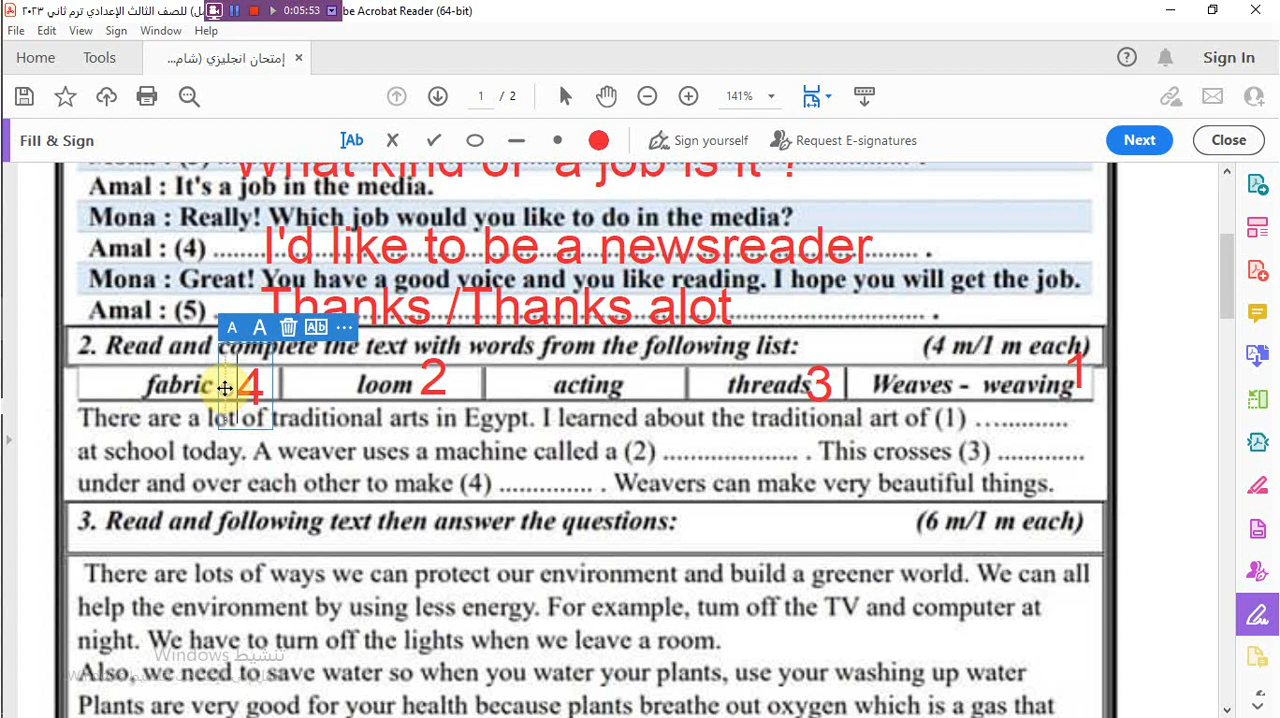 (شامل) للصف الثالث الإعدادي ترم ثاني ٢٠٢٣
0:05:53
be Acrobat Reader (64-bit)
File Edit View Sign Window Help
Home Tools
إمتحان انجليزي (شام...
Sign In
1 / 2
141%
Fill & Sign
Ab
Sign yourself
Request E-signatures
Next
Close
What kind of a job is it ?
Amal : It's a job in the media.
Mona : Really! Which job would you like to do in the media?
Amal : (4) .................... .
I'd like to be a newsreader
Mona : Great! You have a good voice and you like reading. I hope you will get the job.
Amal : (5) .................... .
Thanks /Thanks alot
A A Ab ...
2. Read and complete the text with words from the following list: (4 m/1 m each)
fabric 4 loom 2 acting threads 3 Weaves - weaving 1
There are a lot of traditional arts in Egypt. I learned about the traditional art of (1) ….............
at school today. A weaver uses a machine called a (2) .................... . This crosses (3) .............
under and over each other to make (4) .............. . Weavers can make very beautiful things.
3. Read and following text then answer the questions: (6 m/1 m each)
There are lots of ways we can protect our environment and build a greener world. We can all
help the environment by using less energy. For example, tum off the TV and computer at
night. We have to turn off the lights when we leave a room.
تنشيط Windows
Also, we need to save water so when you water your plants, use your washing up water
Plants are very good for your health because plants breathe out oxygen which is a gas that